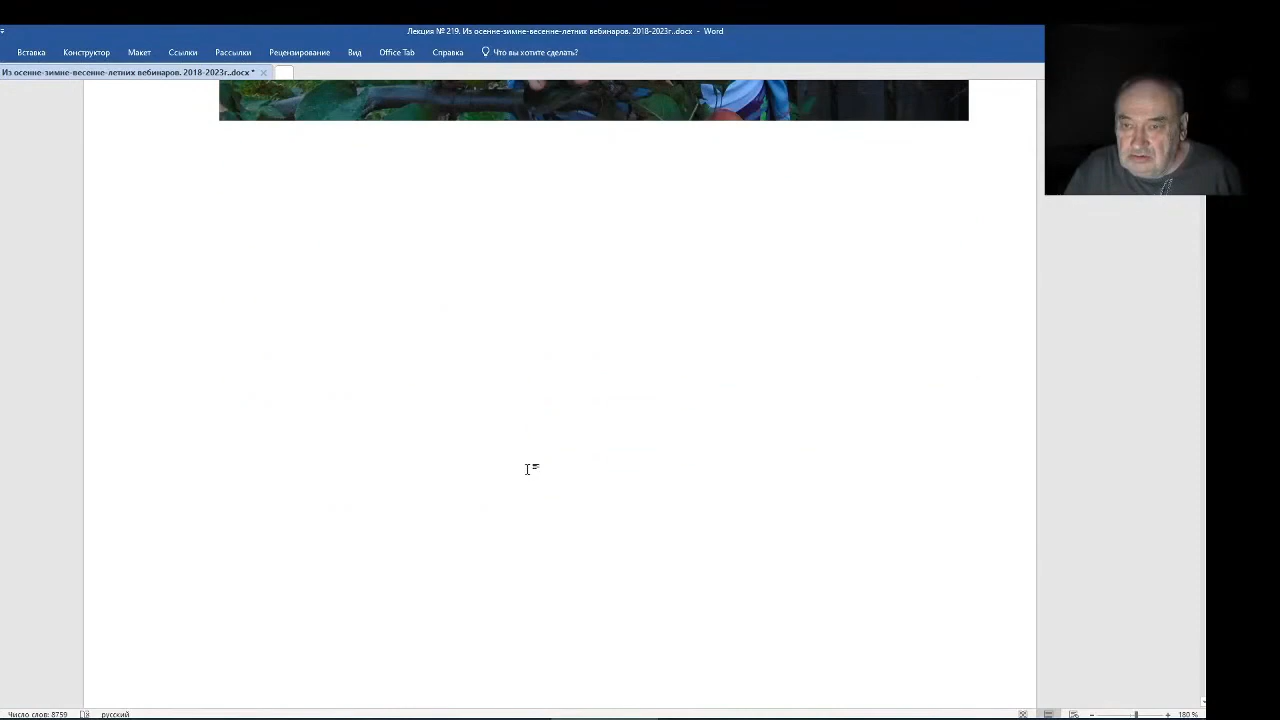 Лекция № 219. Из осенне-зимне-весенне-летних вебинаров. 2018-2023г..docx - Word
Вставка Конструктор Макет Ссылки Рассылки Рецензирование Вид Office Tab Справка Что вы хотите сделать?
Из осенне-зимне-весенне-летних вебинаров. 2018-2023г..docx *
Число слов: 8759 русский 180 %